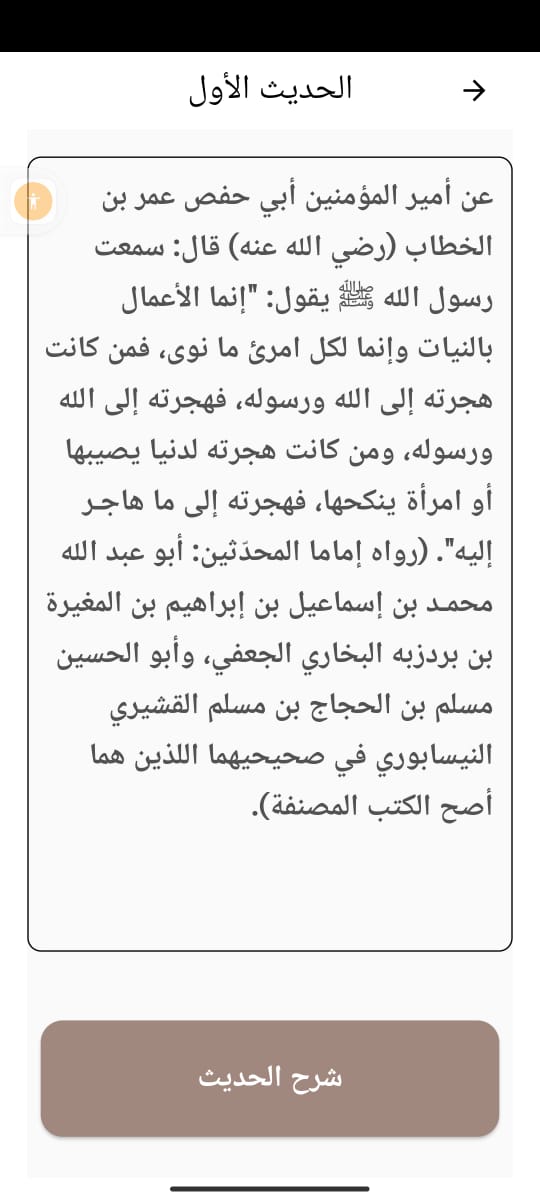 الحديث الأول
عن أمير المؤمنين أبي حفص عمر بن
الخطاب (رضي الله عنه) قال: سمعت
رسول الله ﷺ يقول: "إنما الأعمال
بالنيات وإنما لكل امرئ ما نوى، فمن كانت
هجرته إلى الله ورسوله، فهجرته إلى الله
ورسوله، ومن كانت هجرته لدنيا يصيبها
أو امرأة ينكحها، فهجرته إلى ما هاجـر
إليه". (رواه إماما المحدّثين: أبو عبد الله
محمـد بن إسماعيل بن إبراهيم بن المغيرة
بن بردزبه البخاري الجعفي، وأبو الحسين
مسلم بن الحجاج بن مسلم القشيري
النيسابوري في صحيحيهما اللذين هما
أصح الكتب المصنفة).
شرح الحديث